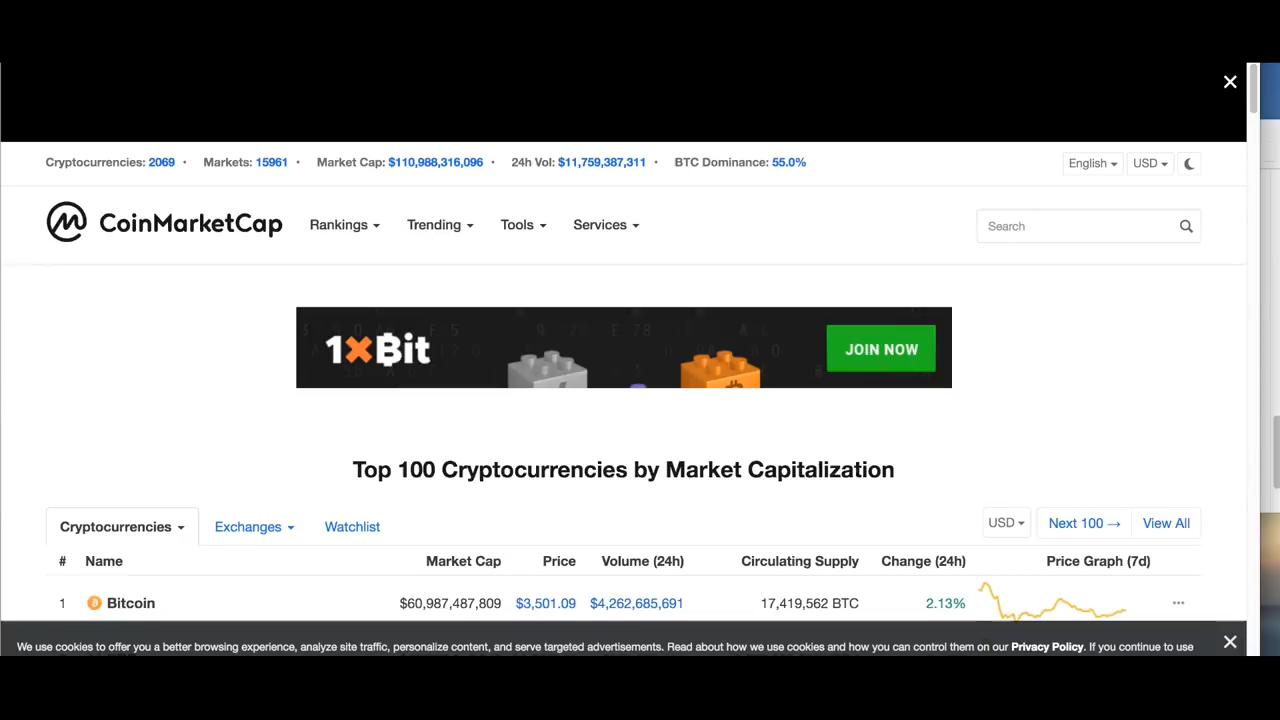 Cryptocurrencies: 2069 • Markets: 15961 • Market Cap: $110,988,316,096 • 24h Vol: $11,759,387,311 • BTC Dominance: 55.0%
English USD
CoinMarketCap Rankings Trending Tools Services Search
1xBit JOIN NOW
Top 100 Cryptocurrencies by Market Capitalization
Cryptocurrencies Exchanges Watchlist USD Next 100 → View All
# Name Market Cap Price Volume (24h) Circulating Supply Change (24h) Price Graph (7d)
1 Bitcoin $60,987,487,809 $3,501.09 $4,262,685,691 17,419,562 BTC 2.13%
We use cookies to offer you a better browsing experience, analyze site traffic, personalize content, and serve targeted advertisements. Read about how we use cookies and how you can control them on our Privacy Policy. If you continue to use